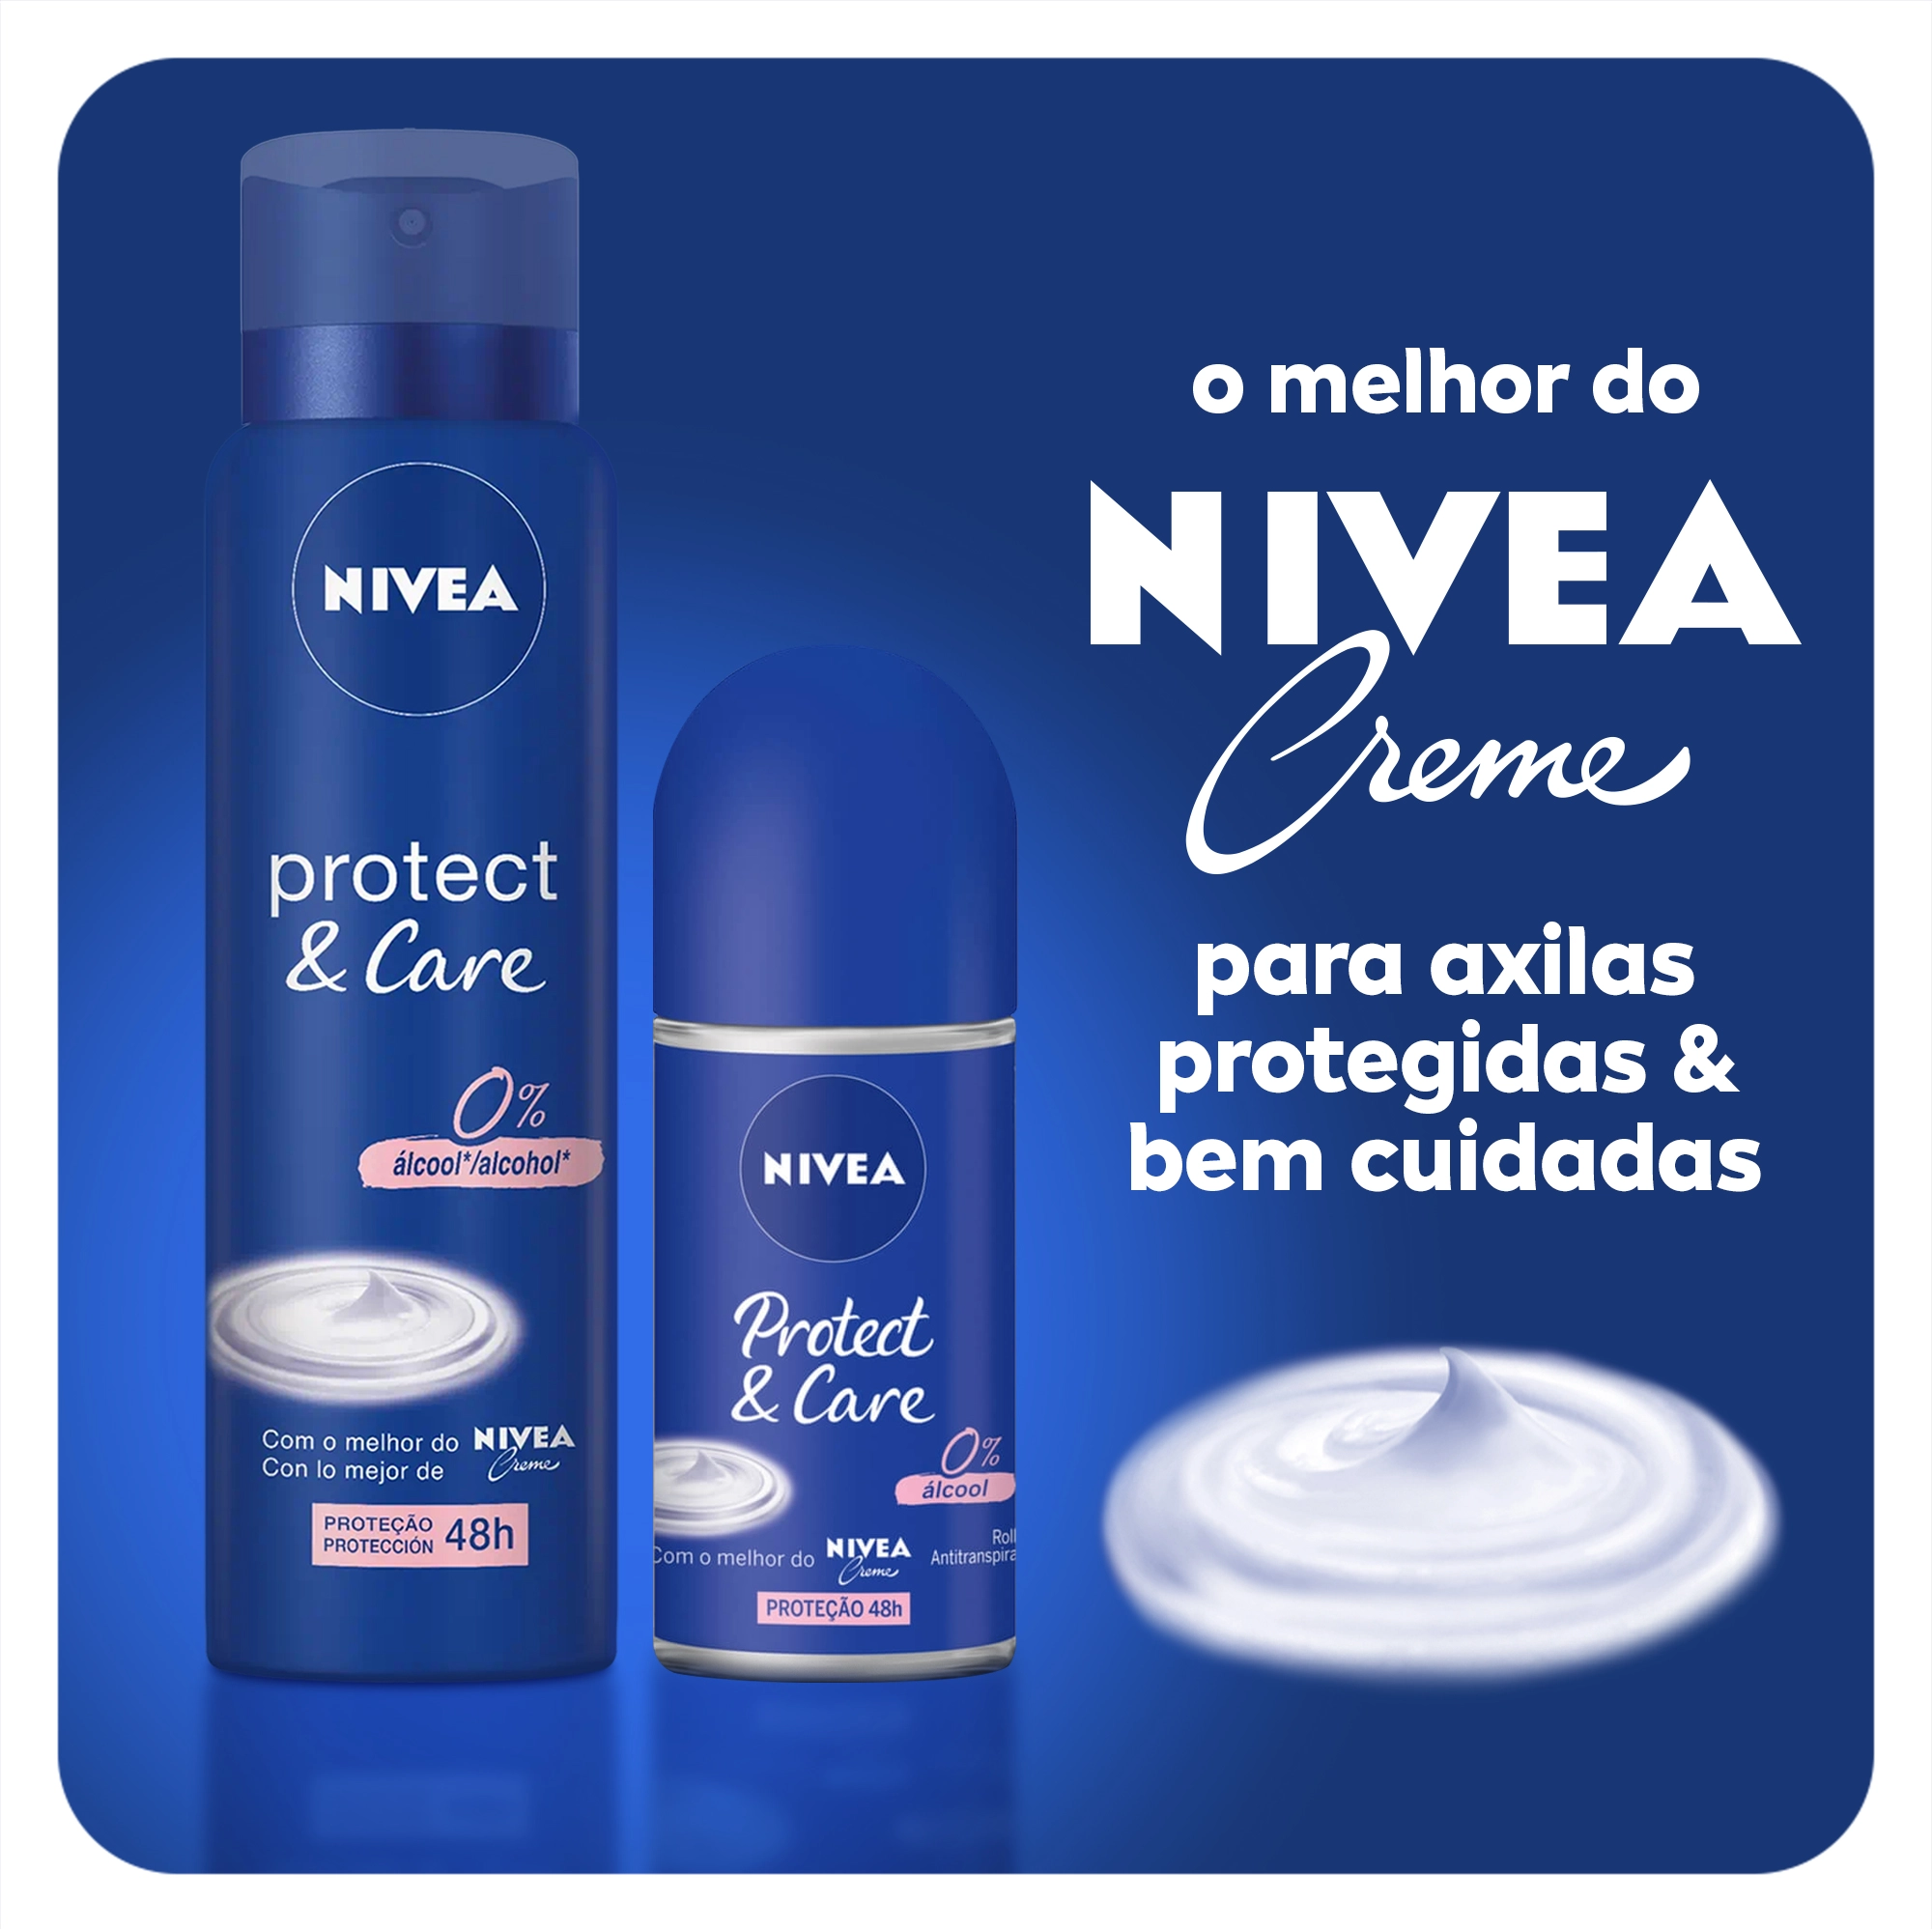 NIVEA
protect
& Care
0%
álcool*/alcohol*
Com o melhor do NIVEA
Con lo mejor de Creme
PROTEÇÃO
PROTECCIÓN 48h
NIVEA
Protect
& Care
0%
álcool
Com o melhor do NIVEA
Creme
Roll
Antitranspira
PROTEÇÃO 48h
o melhor do
NIVEA
Creme
para axilas
protegidas &
bem cuidadas